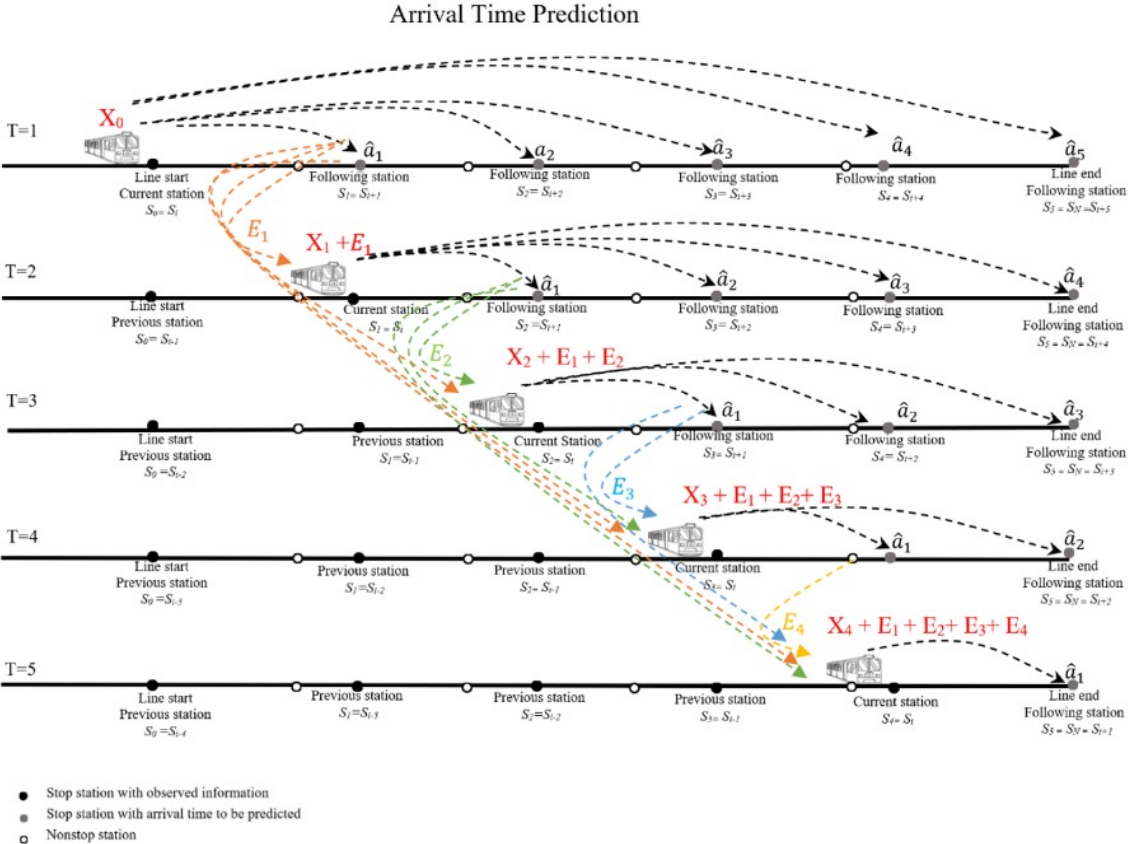 Arrival Time Prediction
T=1
X₀
â₁
a₂
â₃
â₄
â₅
Line start
Current station
S₀= Sₜ
Following station
S₁= Sₜ₊₁
Following station
S₂= Sₜ₊₂
Following station
S₃= Sₜ₊₃
Following station
S₄ = Sₜ₊₄
Line end
Following station
S₅ = S_N =Sₜ₊₅
E₁
T=2
X₁ +E₁
â₁
â₂
â₃
â₄
Line start
Previous station
S₀= Sₜ₋₁
Current station
S₁ = Sₜ
Following station
S₂ =Sₜ₊₁
Following station
S₃= Sₜ₊₂
Following station
S₄= Sₜ₊₃
Line end
Following station
S₅ = S_N = Sₜ₊₄
E₂
T=3
X₂ + E₁ + E₂
â₁
â₂
â₃
Line start
Previous station
S₀ =Sₜ₋₂
Previous station
S₁=Sₜ₋₁
Current Station
S₂= Sₜ
Following station
S₃= Sₜ₊₁
Following station
S₄= Sₜ₊₂
Line end
Following station
S₅ = S_N = Sₜ₊₃
E₃
T=4
X₃ + E₁ + E₂+ E₃
â₁
â₂
Line start
Previous station
S₀ =Sₜ₋₃
Previous station
S₁=Sₜ₋₂
Previous station
S₂= Sₜ₋₁
Current station
S₃= Sₜ
Line end
Following station
S₅ = S_N = Sₜ₊₂
E₄
T=5
X₄ + E₁ + E₂+ E₃+ E₄
â₁
Line start
Previous station
S₀ =Sₜ₋₄
Previous station
S₁=Sₜ₋₃
Previous station
S₂=Sₜ₋₂
Previous station
S₃= Sₜ₋₁
Current station
S₄= Sₜ
Line end
Following station
S₅ = S_N = Sₜ₊₁
Stop station with observed information
Stop station with arrival time to be predicted
Nonstop station